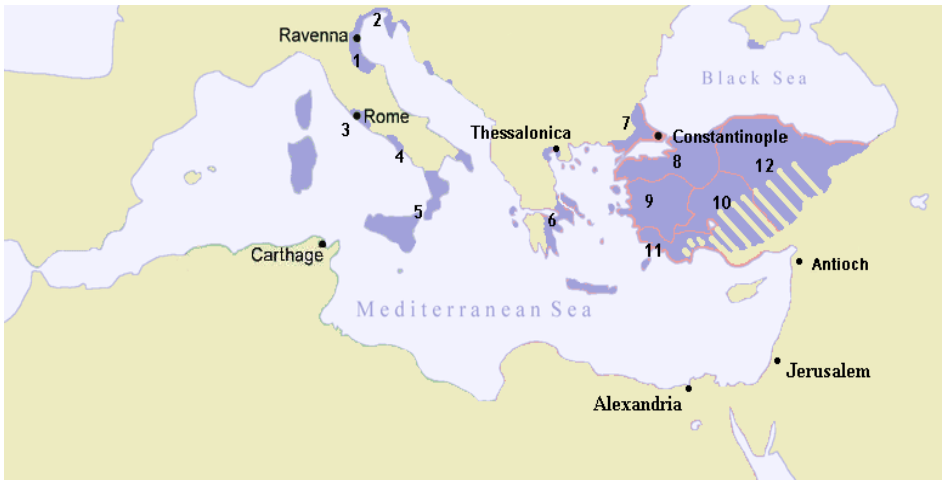 2
Ravenna
1
Black Sea
Rome
3
7
Thessalonica
Constantinople
4
8
12
9
10
5
6
11
Carthage
Antioch
Mediterranean Sea
Jerusalem
Alexandria